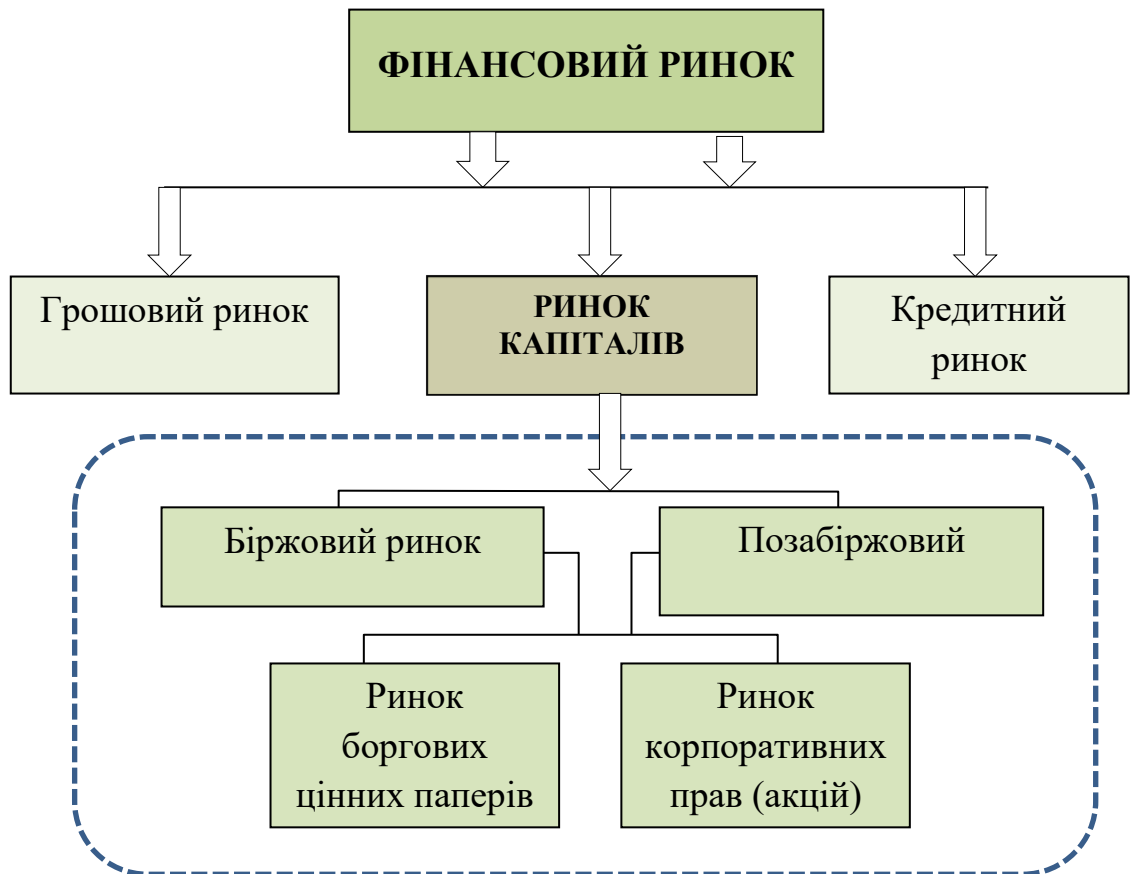 ФІНАНСОВИЙ РИНОК
Грошовий ринок
РИНОК
КАПІТАЛІВ
Кредитний
ринок
Біржовий ринок
Позабіржовий
Ринок
боргових
цінних паперів
Ринок
корпоративних
прав (акцій)